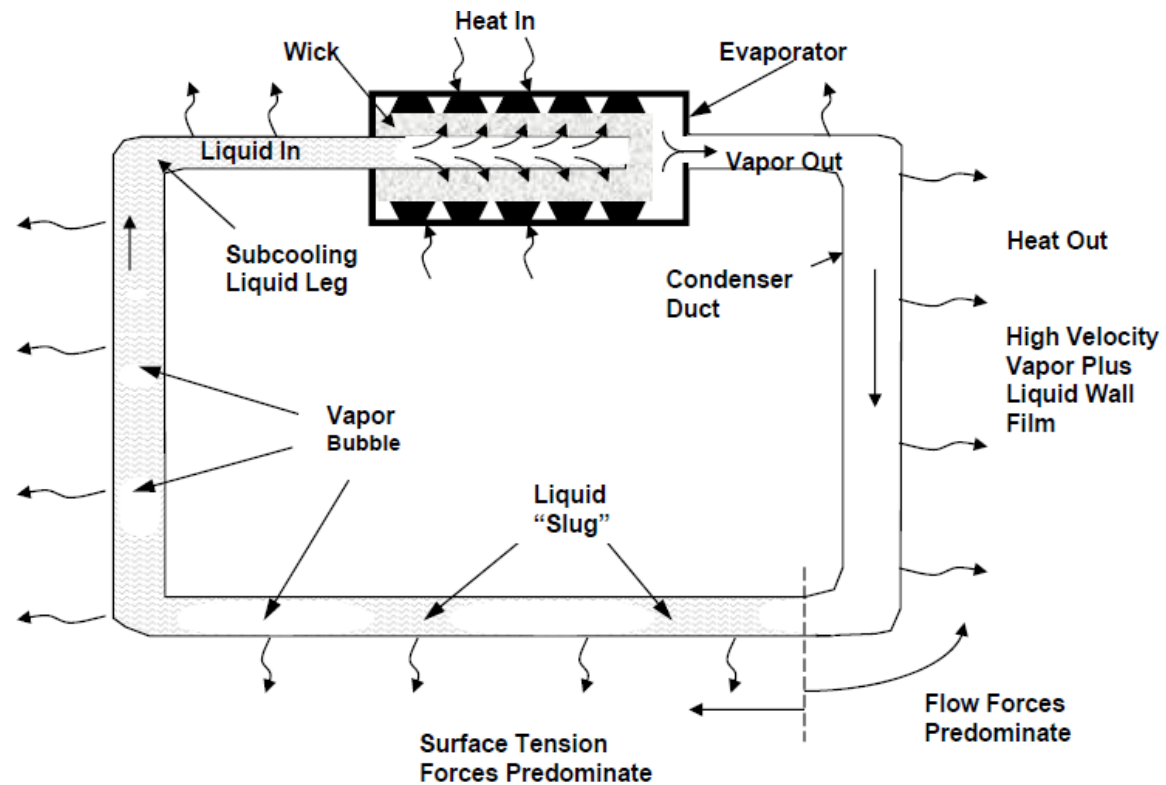 Heat In
Wick
Evaporator
Liquid In
Vapor Out
Subcooling
Liquid Leg
Condenser
Duct
Heat Out
High Velocity
Vapor Plus
Liquid Wall
Film
Vapor
Bubble
Liquid
“Slug”
Flow Forces
Predominate
Surface Tension
Forces Predominate